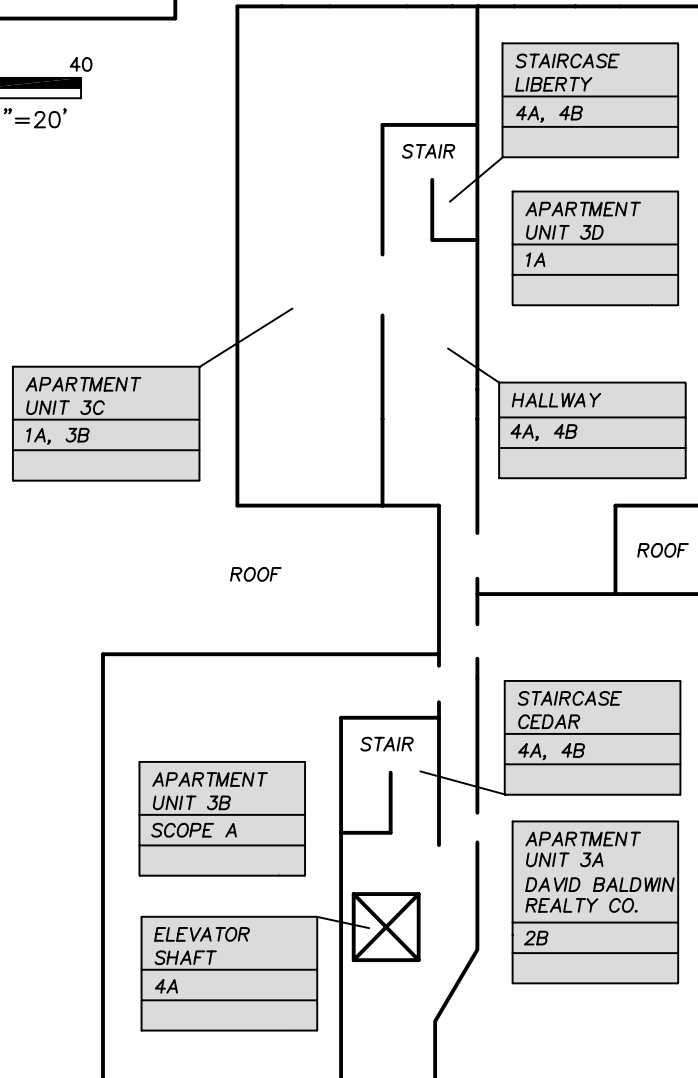 40
"=20'
STAIRCASE
LIBERTY
4A, 4B
STAIR
APARTMENT
UNIT 3D
1A
APARTMENT
UNIT 3C
1A, 3B
HALLWAY
4A, 4B
ROOF
ROOF
STAIRCASE
CEDAR
4A, 4B
STAIR
APARTMENT
UNIT 3B
SCOPE A
APARTMENT
UNIT 3A
DAVID BALDWIN
REALTY CO.
2B
ELEVATOR
SHAFT
4A